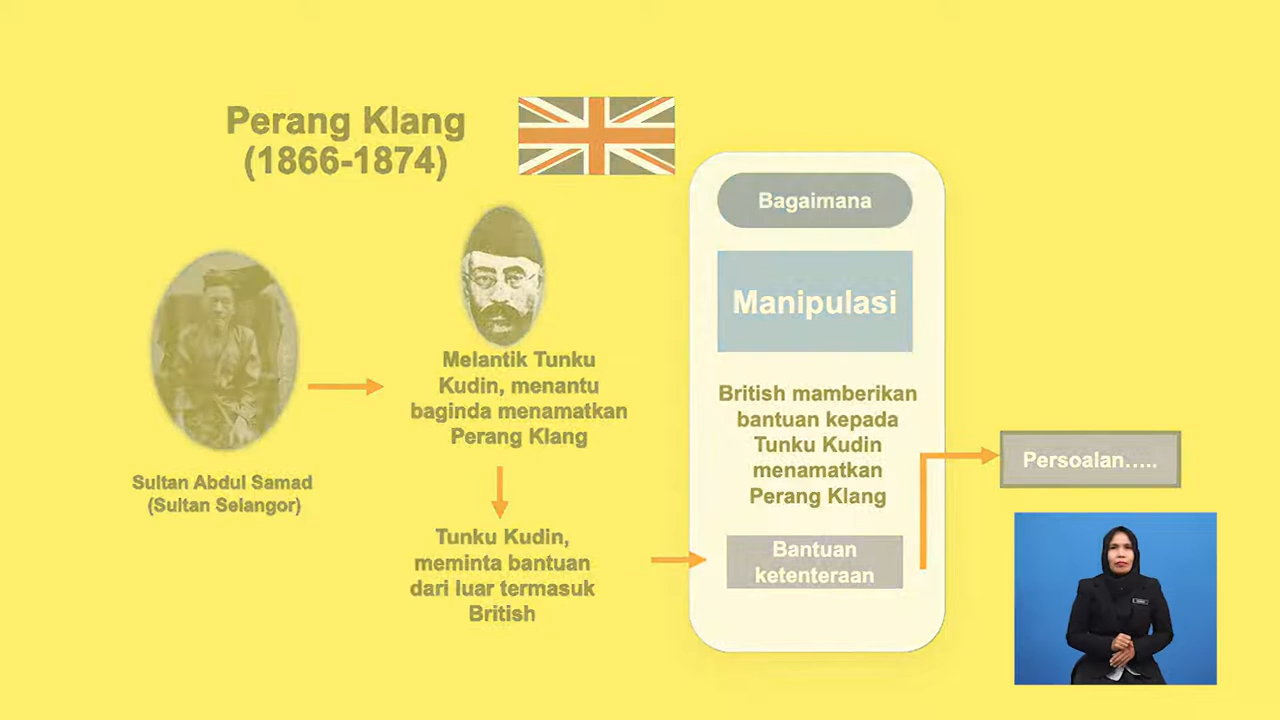 Perang Klang
(1866-1874)
Sultan Abdul Samad
(Sultan Selangor)
Melantik Tunku
Kudin, menantu
baginda menamatkan
Perang Klang
Tunku Kudin,
meminta bantuan
dari luar termasuk
British
Bagaimana
Manipulasi
British mamberikan
bantuan kepada
Tunku Kudin
menamatkan
Perang Klang
Bantuan
ketenteraan
Persoalan.....